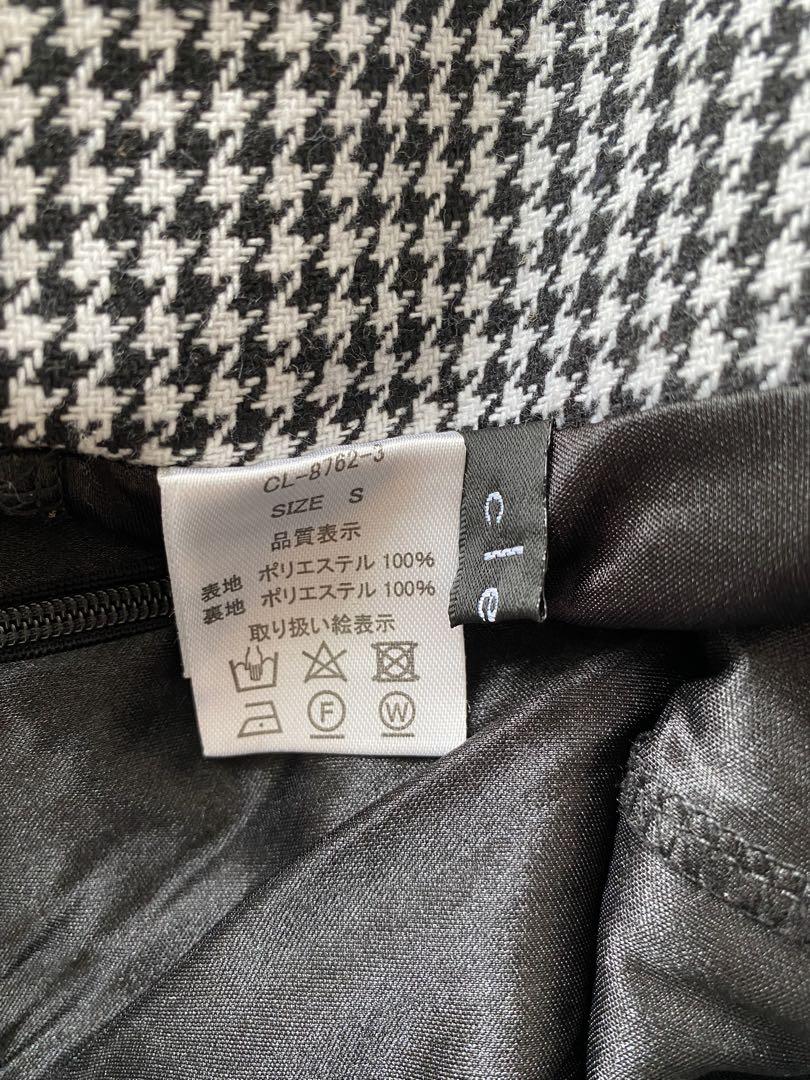 CL-8762-3
SIZE S
品質表示
表地 ポリエステル 100%
裏地 ポリエステル 100%
取り扱い絵表示
F W
cle